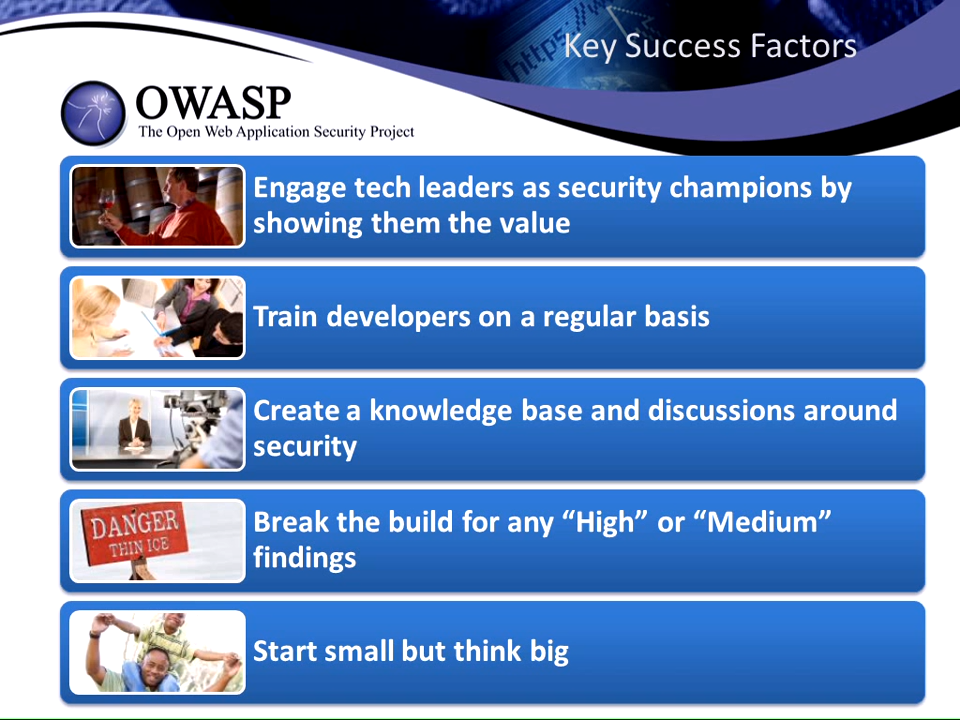 https:
Key Success Factors
OWASP
The Open Web Application Security Project
Engage tech leaders as security champions by
showing them the value
Train developers on a regular basis
Create a knowledge base and discussions around
security
DANGER
THIN ICE
Break the build for any “High” or “Medium”
findings
Start small but think big